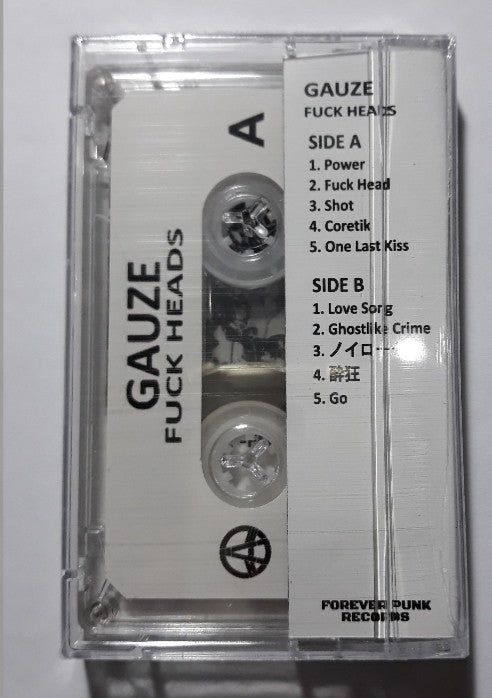 A
GAUZE
FUCK HEADS
GAUZE
FUCK HEADS
SIDE A
1. Power
2. Fuck Head
3. Shot
4. Coretik
5. One Last Kiss
SIDE B
1. Love Song
2. Ghostlike Crime
3. ノイロ
4. 酔狂
5. Go
FOREVER PUNK
RECORDS